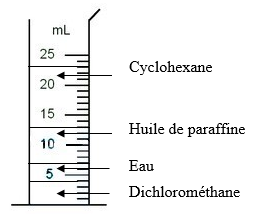 mL
25
Cyclohexane
20
15
Huile de paraffine
10
Eau
5
Dichlorométhane